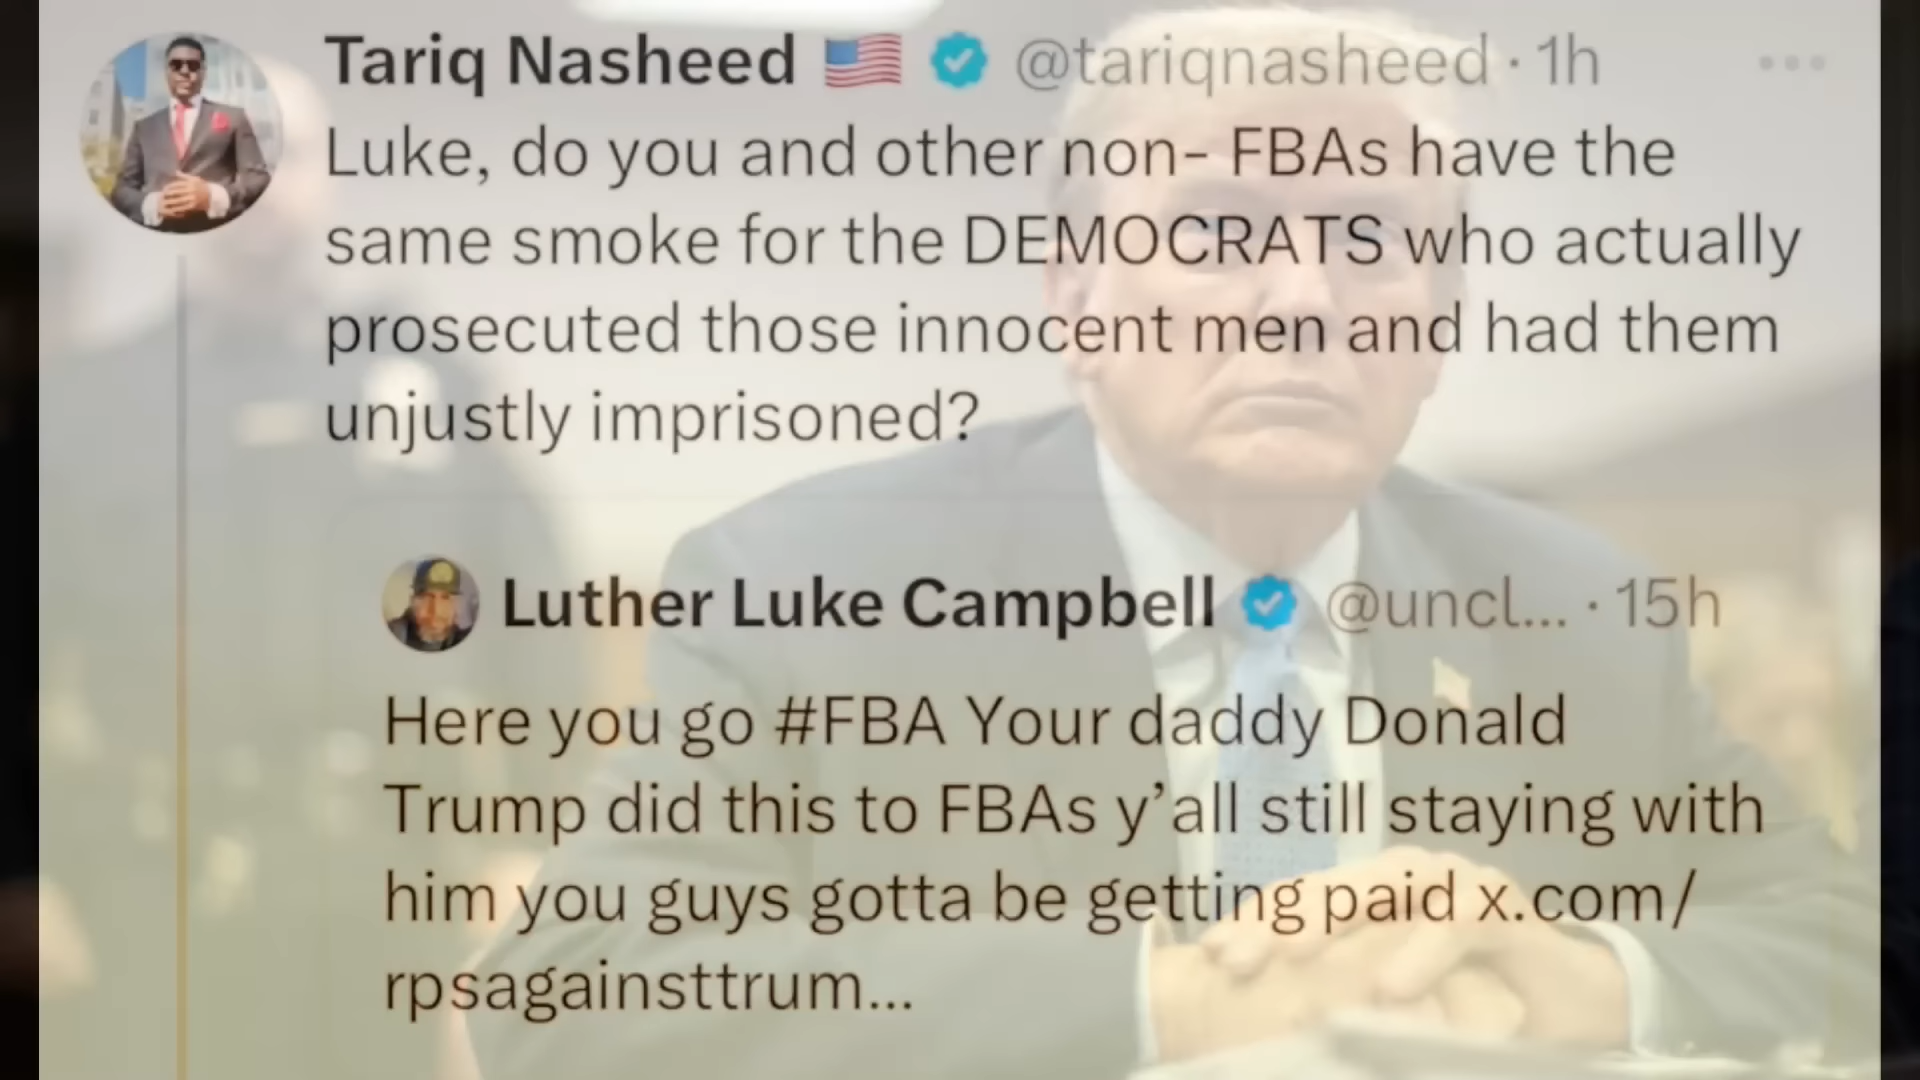 Tariq Nasheed 🇺🇸 @tariqnasheed · 1h
Luke, do you and other non- FBAs have the
same smoke for the DEMOCRATS who actually
prosecuted those innocent men and had them
unjustly imprisoned?
Luther Luke Campbell @uncl... · 15h
Here you go #FBA Your daddy Donald
Trump did this to FBAs y’all still staying with
him you guys gotta be getting paid x.com/
rpsagainsttrum...